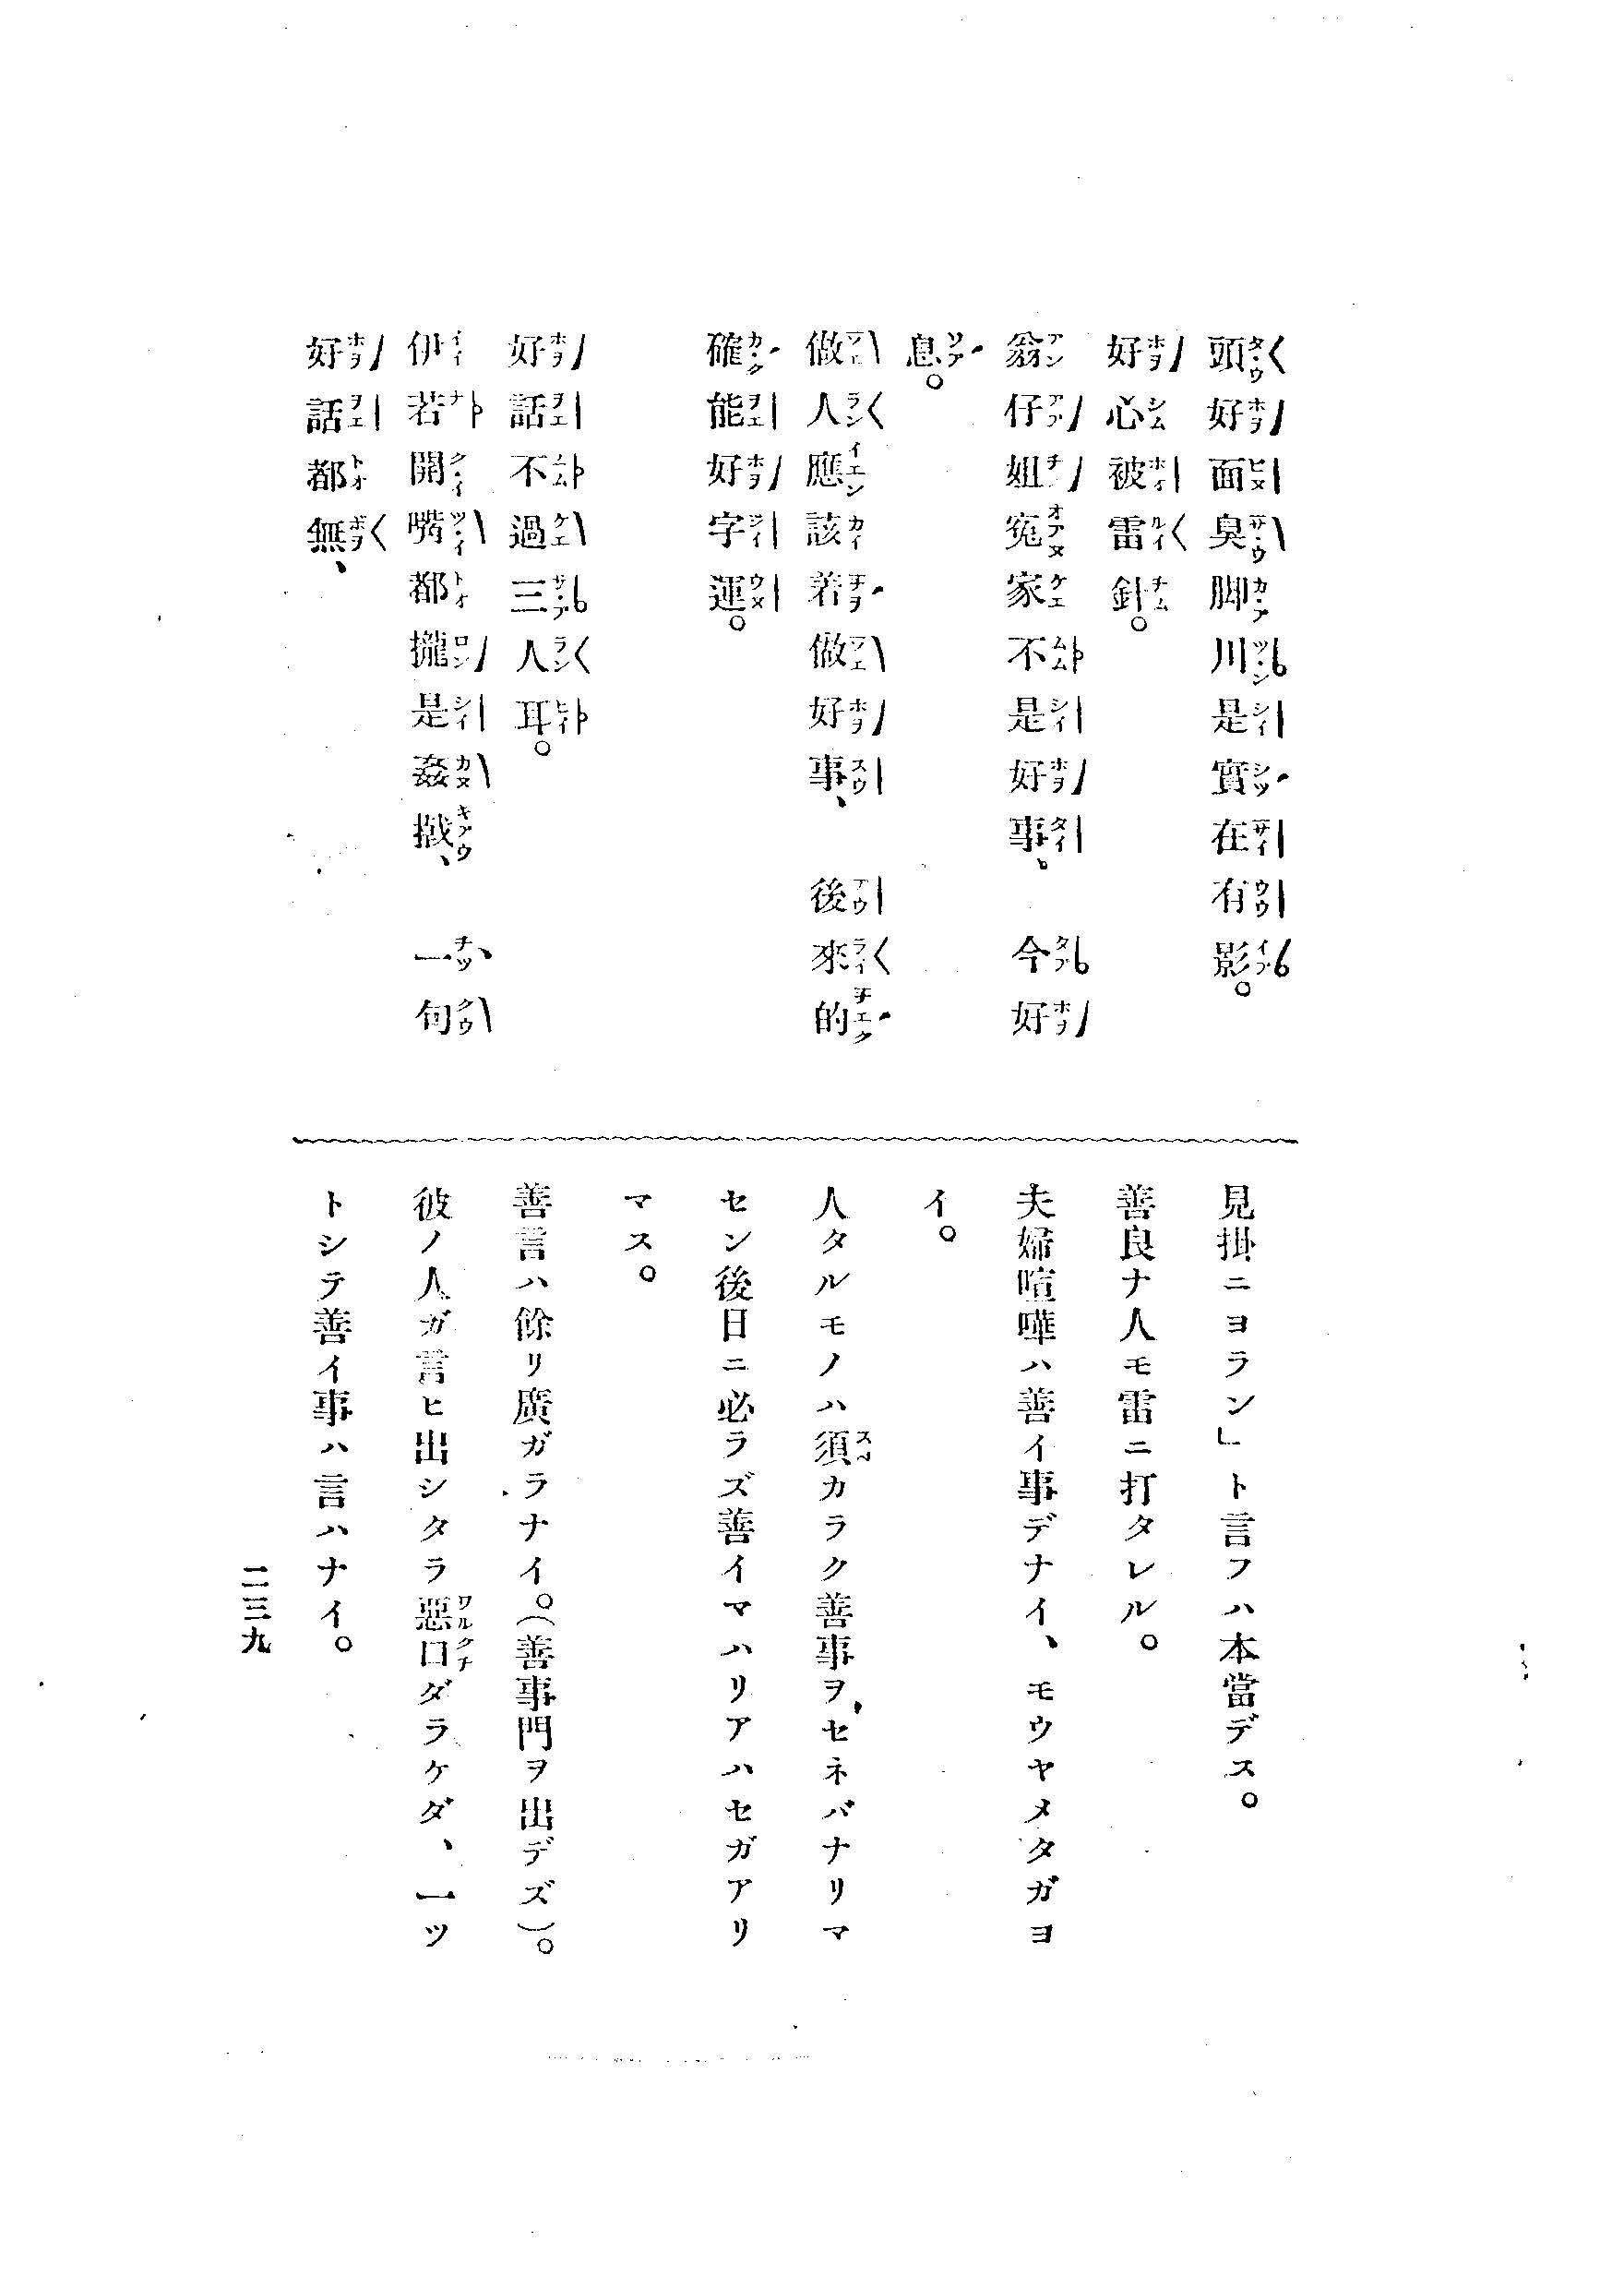 頭好面臭脚川是實在有影。
好心被雷針。
翁仔姐寃家不是好事、今好
息。
做人應該若做好事、後來的
確能好字運。
好話不過三人耳。
伊若開嘴都攏是姦撠、一句
好話都無、
見掛ニヨラン」ト言フハ本當デス。
善良ナ人モ雷ニ打タレル。
夫婦喧嘩ハ善イ事デナイ、モウヤメタガヨ
イ。
人タルモノハ須カラク善事ヲセネバナリマ
セン後日ニ必ラズ善イマハリアハセガアリ
マス。
善言ハ餘リ廣ガラナイ。(善事門ヲ出デズ)。
彼ノ人ガ言ヒ出シタラ惡口ダラケダ、一ツ
トシテ善イ事ハ言ハナイ。
二三九